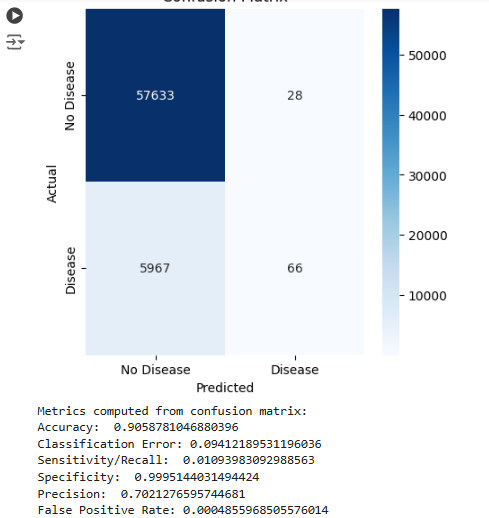 Confusion Matrix
50000
57633 28
No Disease
40000
Actual
30000
20000
5967 66
Disease
10000
No Disease Disease
Predicted
Metrics computed from confusion matrix:
Accuracy: 0.9058781046880396
Classification Error: 0.09412189531196036
Sensitivity/Recall: 0.01093983092988563
Specificity: 0.9995144031494424
Precision: 0.7021276595744681
False Positive Rate: 0.0004855968505576014